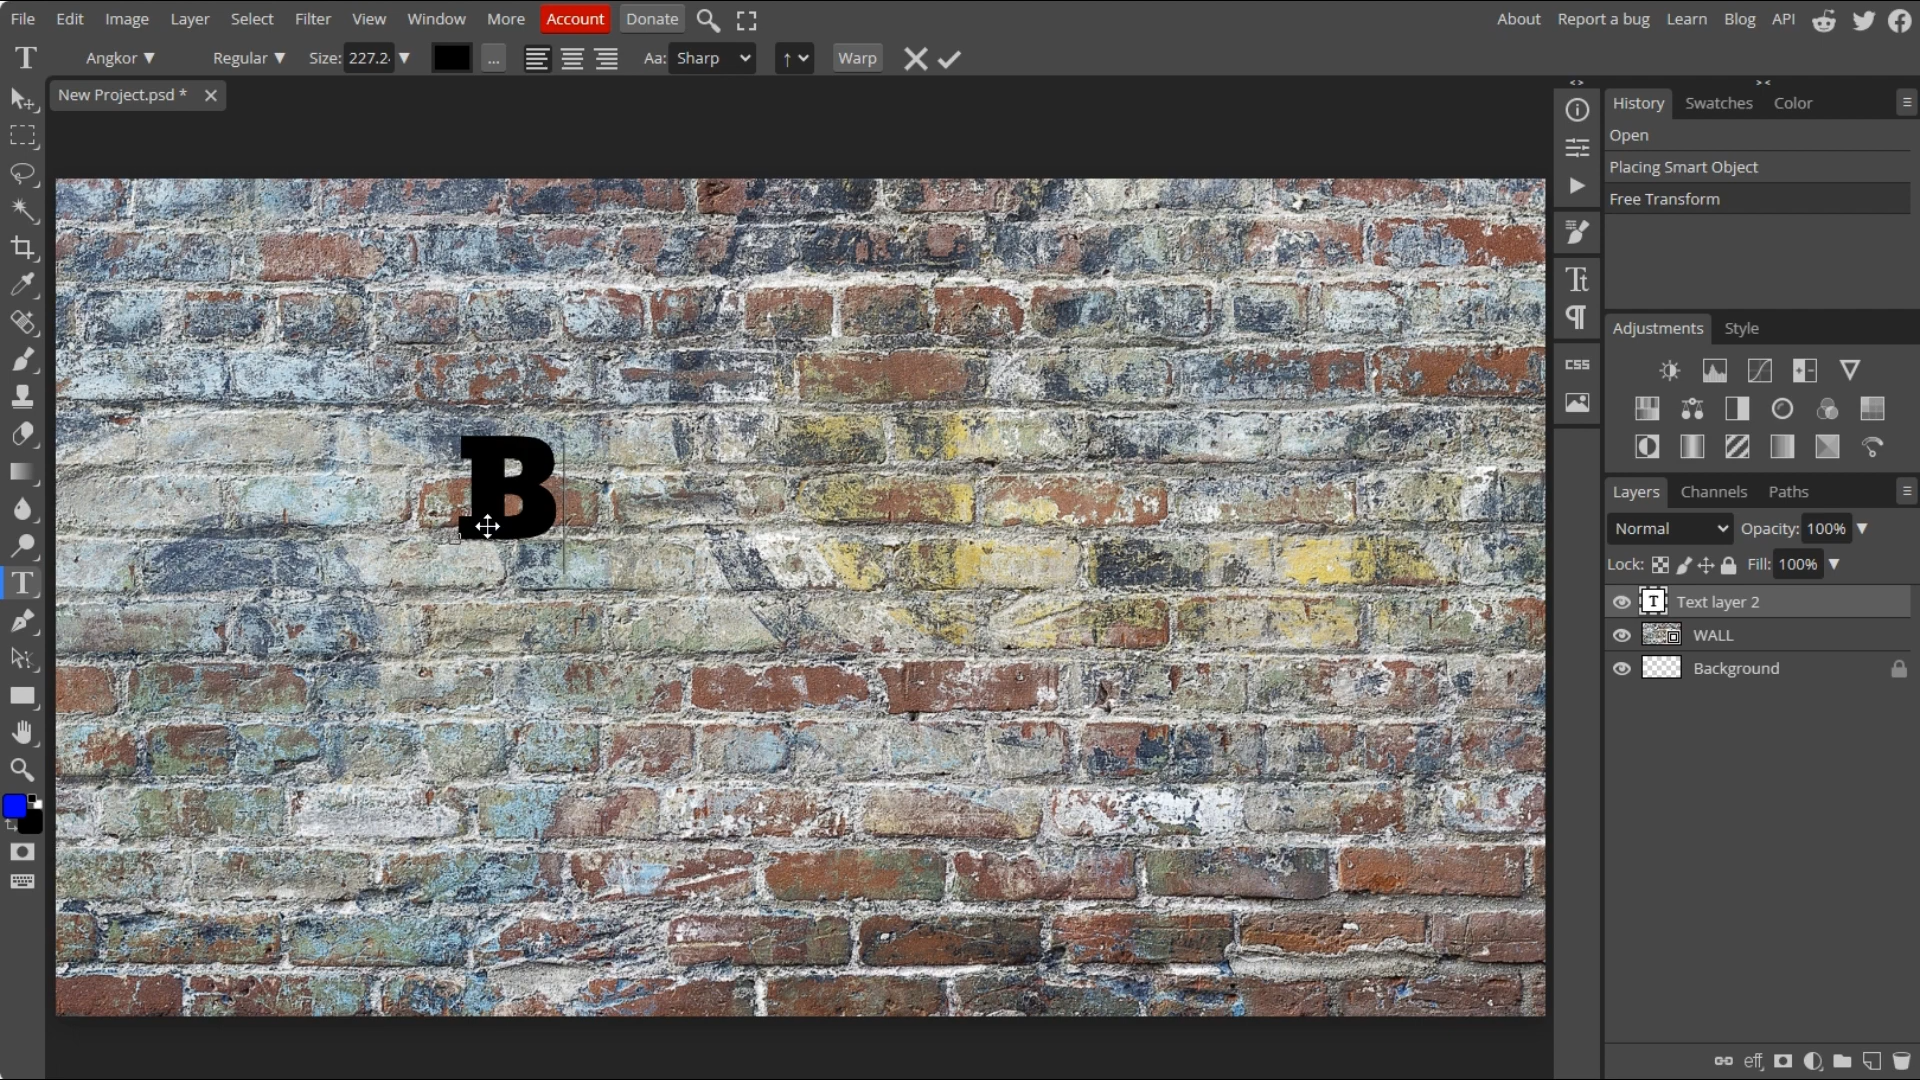 File Edit Image Layer Select Filter View Window More Account Donate About Report a bug Learn Blog API
T Angkor ▼ Regular ▼ Size: 227.2 ▼ ... Aa: Sharp ↑ Warp
New Project.psd *
< > > <
History Swatches Color
Open
Placing Smart Object
Free Transform
Tt
¶
CSS
Adjustments Style
B
T
Layers Channels Paths
Normal Opacity: 100% ▼
Lock: Fill: 100% ▼
T Text layer 2
WALL
Background
eff